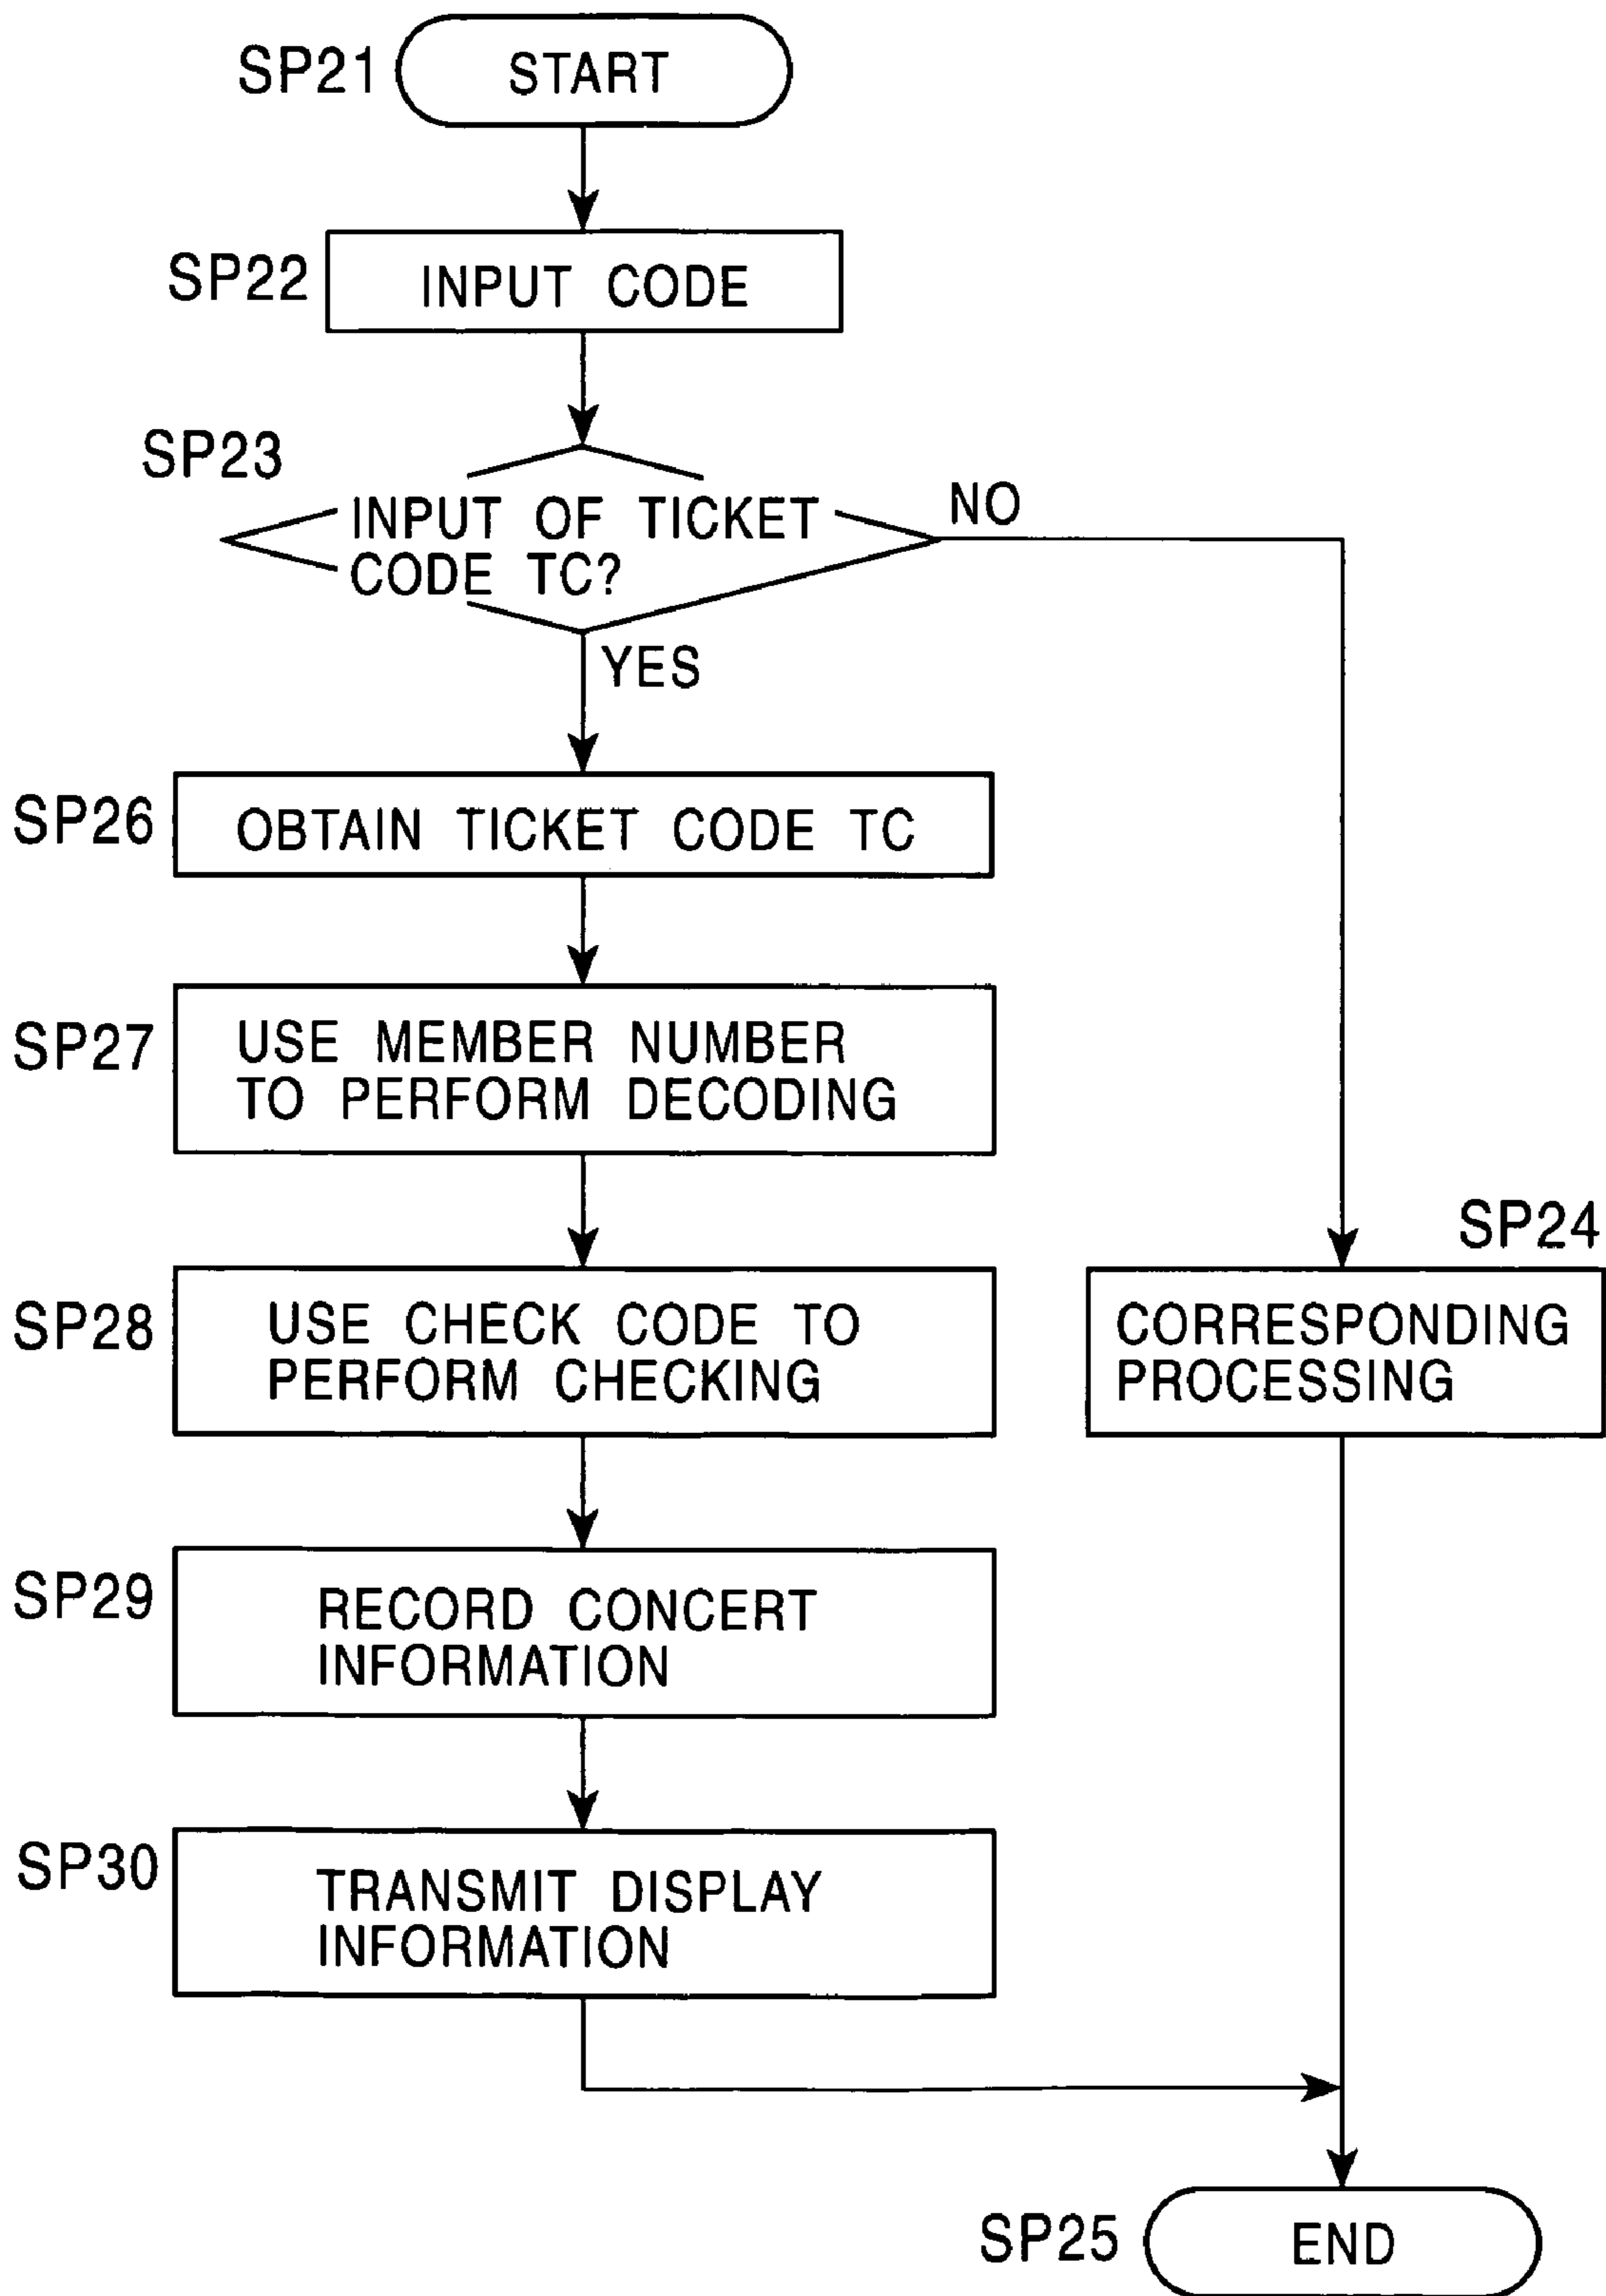 SP21
START
SP22
INPUT CODE
SP23
INPUT OF TICKET
CODE TC?
NO
YES
SP26
OBTAIN TICKET CODE TC
SP27
USE MEMBER NUMBER
TO PERFORM DECODING
SP28
USE CHECK CODE TO
PERFORM CHECKING
SP24
CORRESPONDING
PROCESSING
SP29
RECORD CONCERT
INFORMATION
SP30
TRANSMIT DISPLAY
INFORMATION
SP25
END